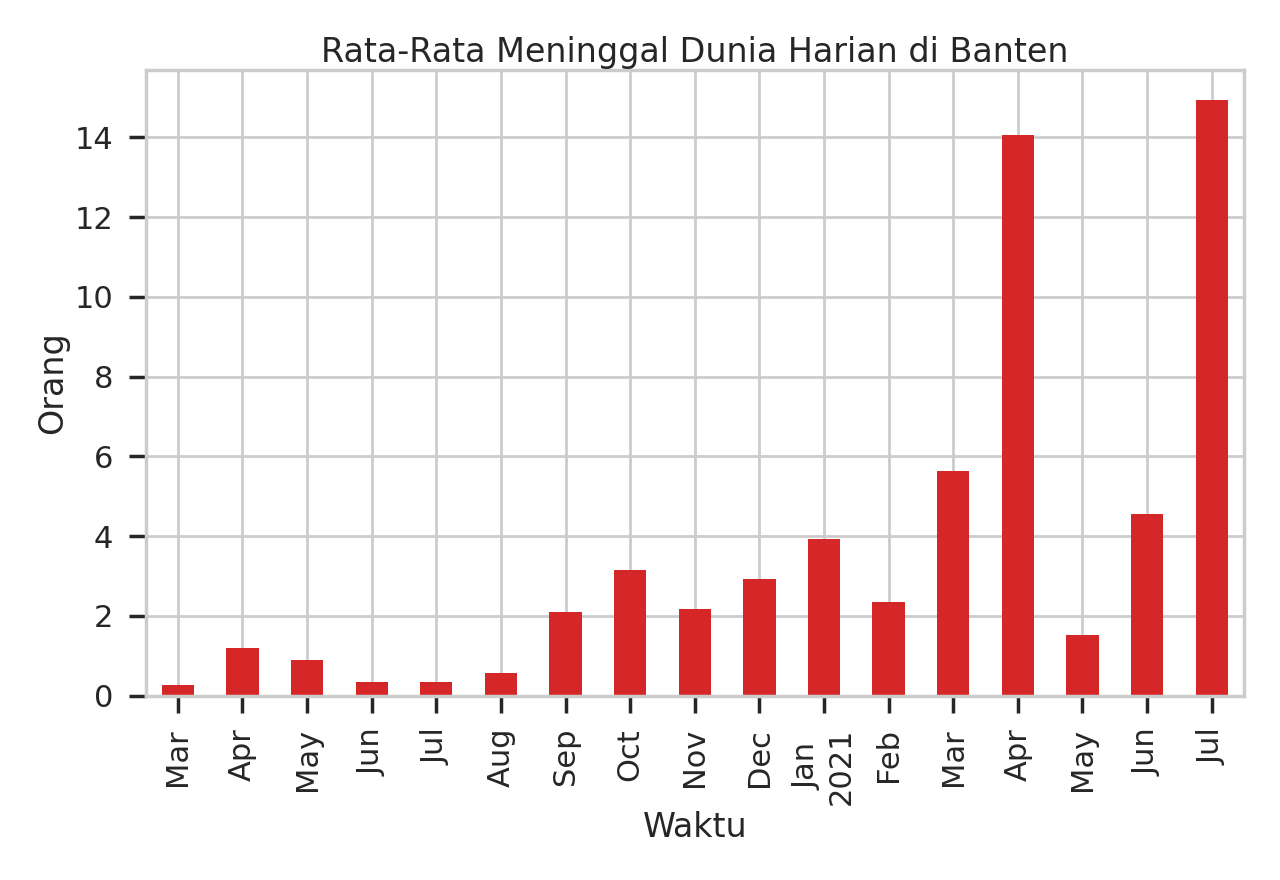 Rata-Rata Meninggal Dunia Harian di Banten
14
12
10
8
6
4
2
0
Orang
Mar
Apr
May
Jun
Jul
Aug
Sep
Oct
Nov
Dec
Jan
2021
Feb
Mar
Apr
May
Jun
Jul
Waktu